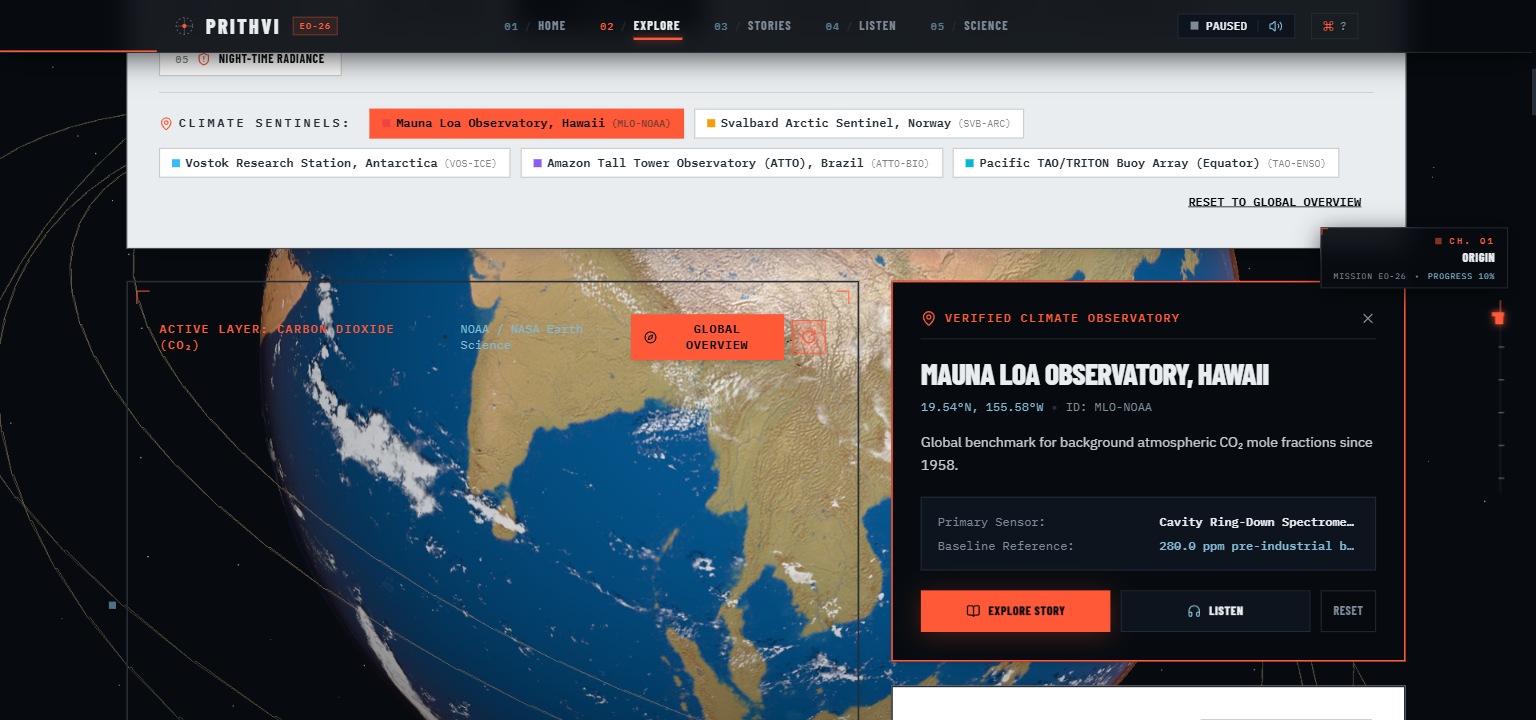 PRITHVI EO-26 01 / HOME 02 / EXPLORE 03 / STORIES 04 / LISTEN 05 / SCIENCE PAUSED ⌘ ?
05 NIGHT-TIME RADIANCE
CLIMATE SENTINELS: Mauna Loa Observatory, Hawaii (MLO-NOAA) Svalbard Arctic Sentinel, Norway (SVB-ARC)
Vostok Research Station, Antarctica (VOS-ICE) Amazon Tall Tower Observatory (ATTO), Brazil (ATTO-BIO) Pacific TAO/TRITON Buoy Array (Equator) (TAO-ENSO)
RESET TO GLOBAL OVERVIEW
CH. 01
ORIGIN
MISSION EO-26 • PROGRESS 10%
ACTIVE LAYER: CARBON DIOXIDE
(CO₂)
NOAA / NASA Earth
Science
GLOBAL
OVERVIEW
VERIFIED CLIMATE OBSERVATORY
MAUNA LOA OBSERVATORY, HAWAII
19.54°N, 155.58°W • ID: MLO-NOAA
Global benchmark for background atmospheric CO₂ mole fractions since
1958.
Primary Sensor: Cavity Ring-Down Spectrome…
Baseline Reference: 280.0 ppm pre-industrial b…
EXPLORE STORY LISTEN RESET